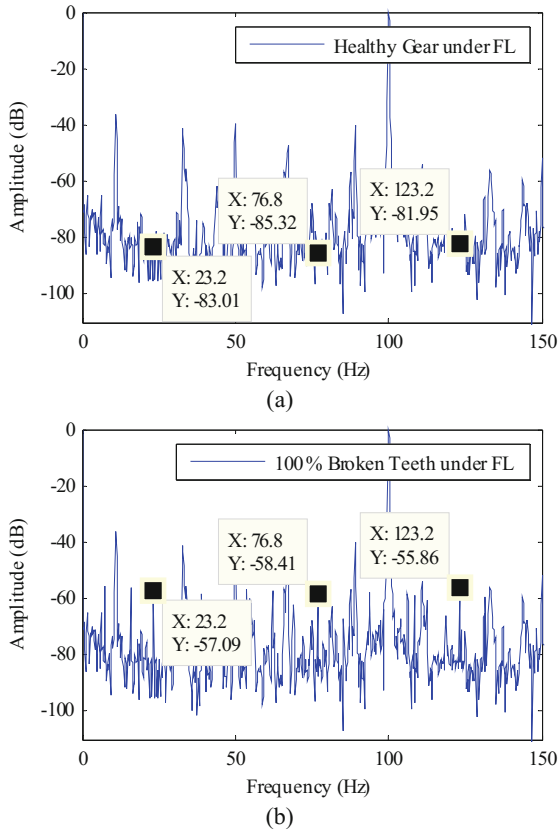 0
Healthy Gear under FL
-20
-40
-60
-80
-100
Amplitude (dB)
X: 76.8
Y: -85.32
X: 123.2
Y: -81.95
X: 23.2
Y: -83.01
0
50
100
150
Frequency (Hz)
(a)
0
100% Broken Teeth under FL
-20
-40
-60
-80
-100
Amplitude (dB)
X: 76.8
Y: -58.41
X: 123.2
Y: -55.86
X: 23.2
Y: -57.09
0
50
100
150
Frequency (Hz)
(b)